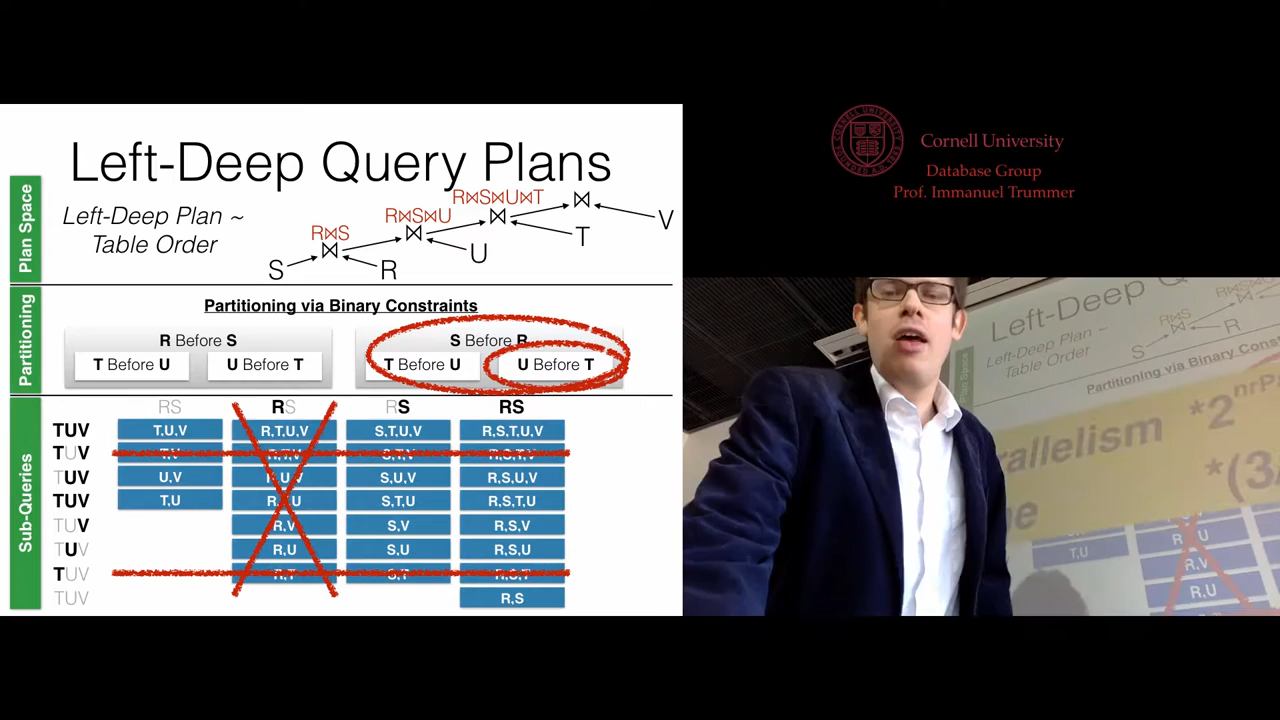 Left-Deep Query Plans
Plan Space
Left-Deep Plan ~
Table Order
R⋈S⋈U⋈T
R⋈S⋈U
R⋈S
⋈
⋈
⋈
⋈
V
T
U
S
R
Partitioning
Partitioning via Binary Constraints
R Before S
S Before R
T Before U
U Before T
T Before U
U Before T
Sub-Queries
RS
RS
RS
RS
TUV T,U,V R,T,U,V S,T,U,V R,S,T,U,V
TUV
TUV U,V R,U,V S,U,V R,S,U,V
TUV T,U S,T,U R,S,T,U
TUV R,V S,V R,S,V
TUV R,U S,U R,S,U
TUV
TUV R,S
Cornell University
Database Group
Prof. Immanuel Trummer
Left-Deep
Left-Deep Plan ~
Table Order
R⋈S
S
R
Partitioning via Binary
*2
T,U
R,V
R,U